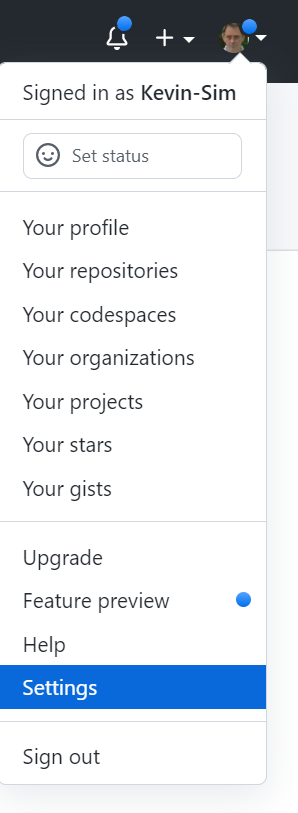 Signed in as Kevin-Sim
Set status
Your profile
Your repositories
Your codespaces
Your organizations
Your projects
Your stars
Your gists
Upgrade
Feature preview
Help
Settings
Sign out